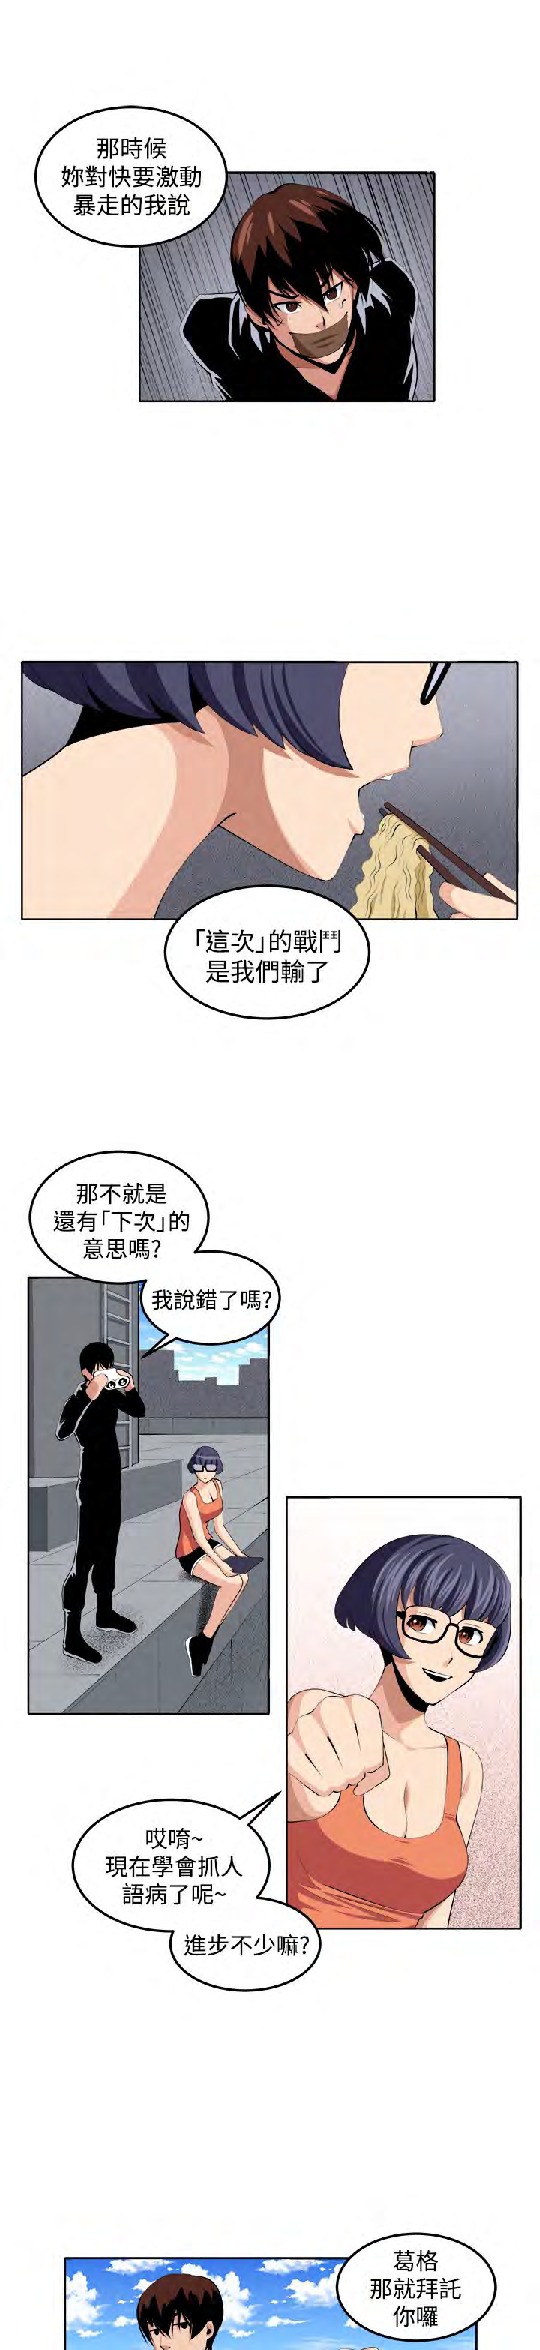 那時候
妳對快要激動
暴走的我說
「這次」的戰鬥
是我們輸了
那不就是
還有「下次」的
意思嗎?
我說錯了嗎?
哎唷~
現在學會抓人
語病了呢~
進步不少嘛?
葛格
那就拜託
你囉